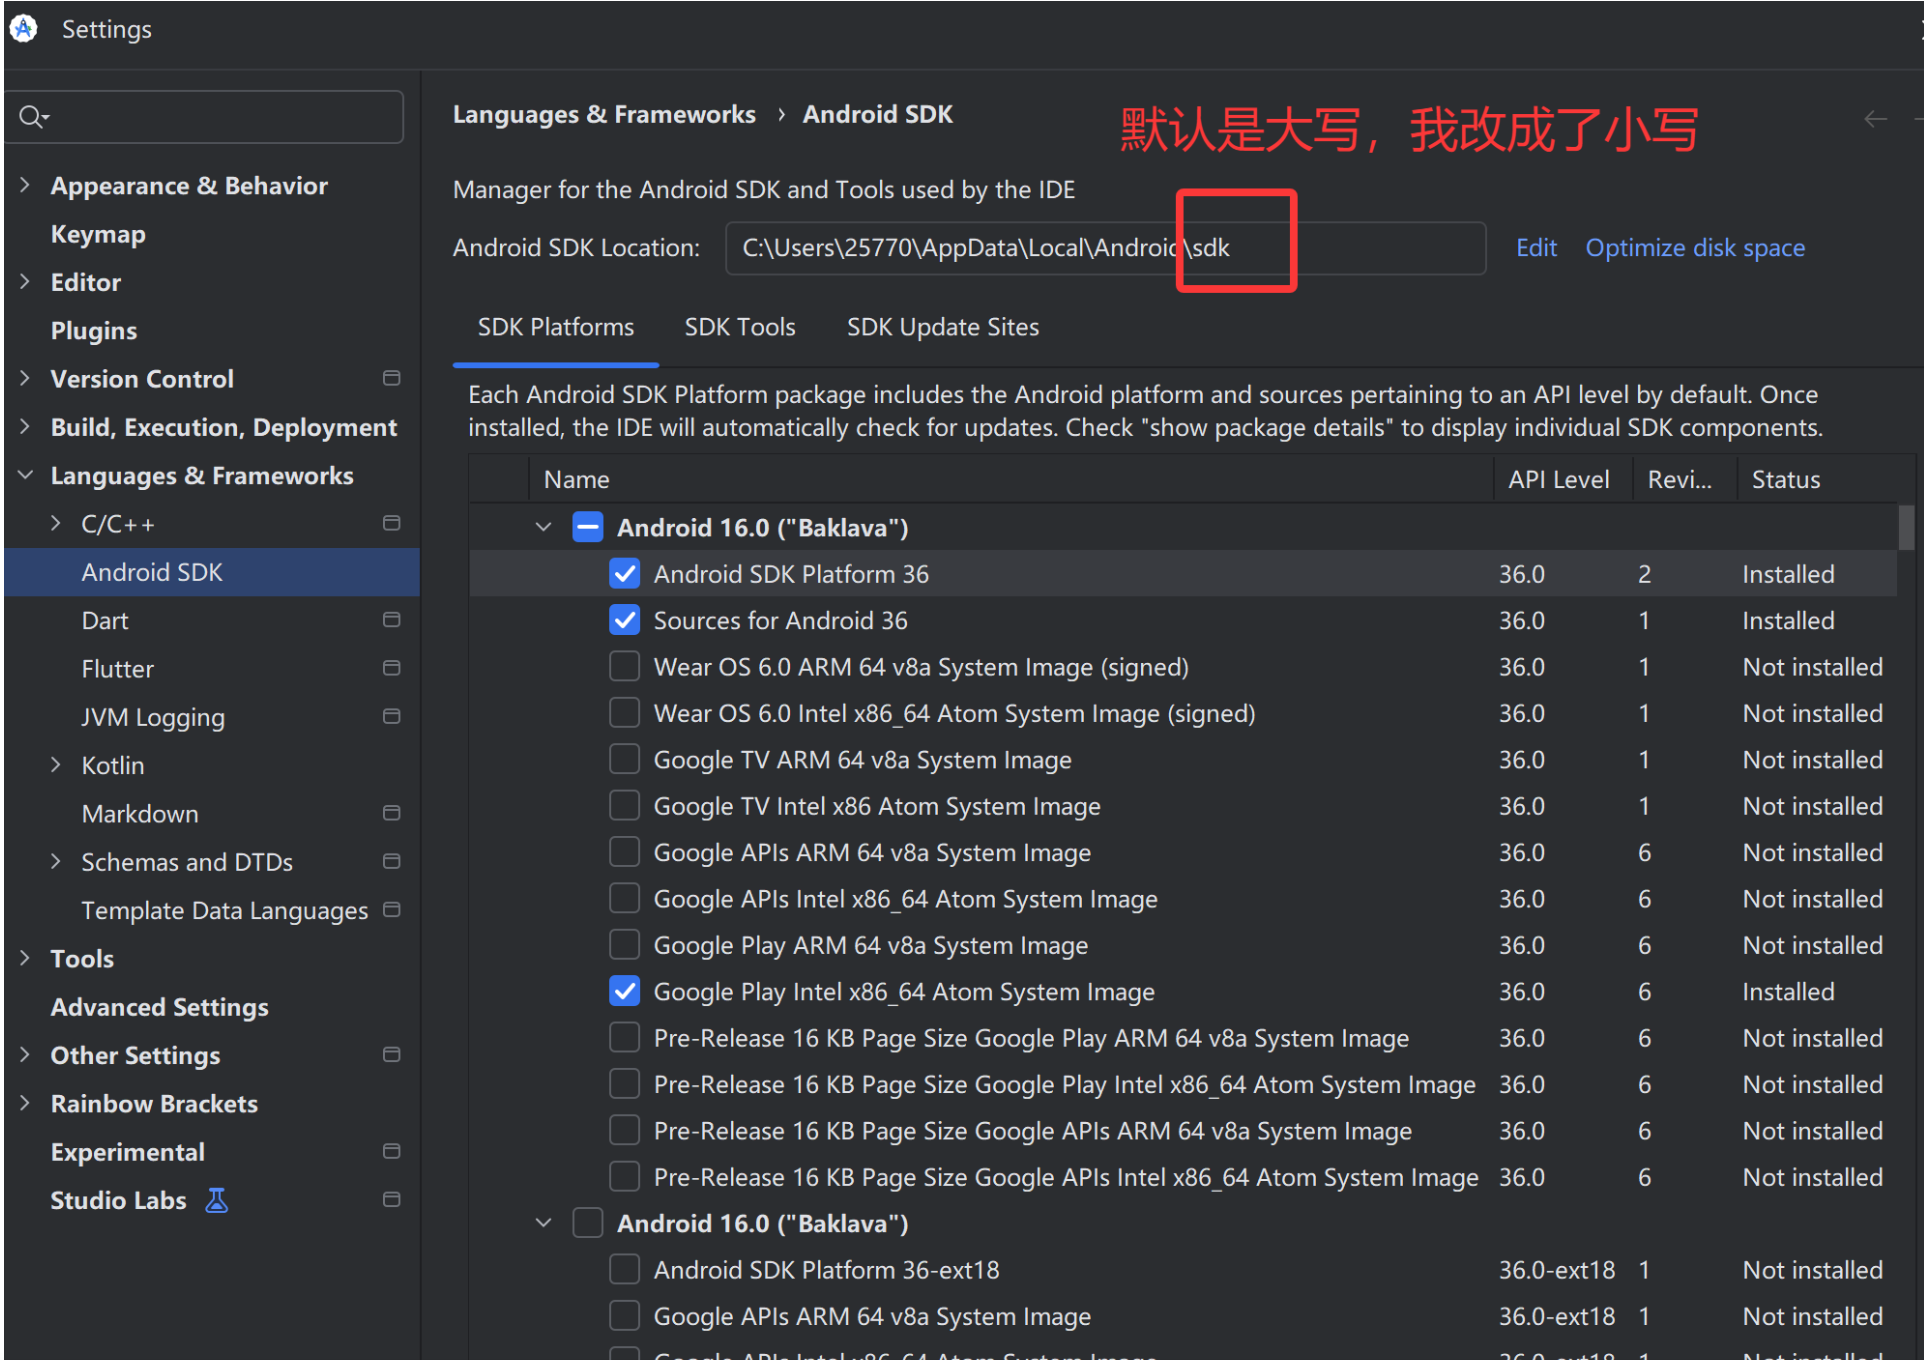 Settings
Appearance & Behavior
Keymap
Editor
Plugins
Version Control
Build, Execution, Deployment
Languages & Frameworks
C/C++
Android SDK
Dart
Flutter
JVM Logging
Kotlin
Markdown
Schemas and DTDs
Template Data Languages
Tools
Advanced Settings
Other Settings
Rainbow Brackets
Experimental
Studio Labs
Languages & Frameworks › Android SDK
默认是大写，我改成了小写
Manager for the Android SDK and Tools used by the IDE
Android SDK Location: C:\Users\25770\AppData\Local\Android\sdk Edit Optimize disk space
SDK Platforms SDK Tools SDK Update Sites
Each Android SDK Platform package includes the Android platform and sources pertaining to an API level by default. Once
installed, the IDE will automatically check for updates. Check "show package details" to display individual SDK components.
Name API Level Revi... Status
Android 16.0 ("Baklava")
Android SDK Platform 36 36.0 2 Installed
Sources for Android 36 36.0 1 Installed
Wear OS 6.0 ARM 64 v8a System Image (signed) 36.0 1 Not installed
Wear OS 6.0 Intel x86_64 Atom System Image (signed) 36.0 1 Not installed
Google TV ARM 64 v8a System Image 36.0 1 Not installed
Google TV Intel x86 Atom System Image 36.0 1 Not installed
Google APIs ARM 64 v8a System Image 36.0 6 Not installed
Google APIs Intel x86_64 Atom System Image 36.0 6 Not installed
Google Play ARM 64 v8a System Image 36.0 6 Not installed
Google Play Intel x86_64 Atom System Image 36.0 6 Installed
Pre-Release 16 KB Page Size Google Play ARM 64 v8a System Image 36.0 6 Not installed
Pre-Release 16 KB Page Size Google Play Intel x86_64 Atom System Image 36.0 6 Not installed
Pre-Release 16 KB Page Size Google APIs ARM 64 v8a System Image 36.0 6 Not installed
Pre-Release 16 KB Page Size Google APIs Intel x86_64 Atom System Image 36.0 6 Not installed
Android 16.0 ("Baklava")
Android SDK Platform 36-ext18 36.0-ext18 1 Not installed
Google APIs ARM 64 v8a System Image 36.0-ext18 1 Not installed
Google APIs Intel x86_64 Atom System Image 36.0-ext18 1 Not installed